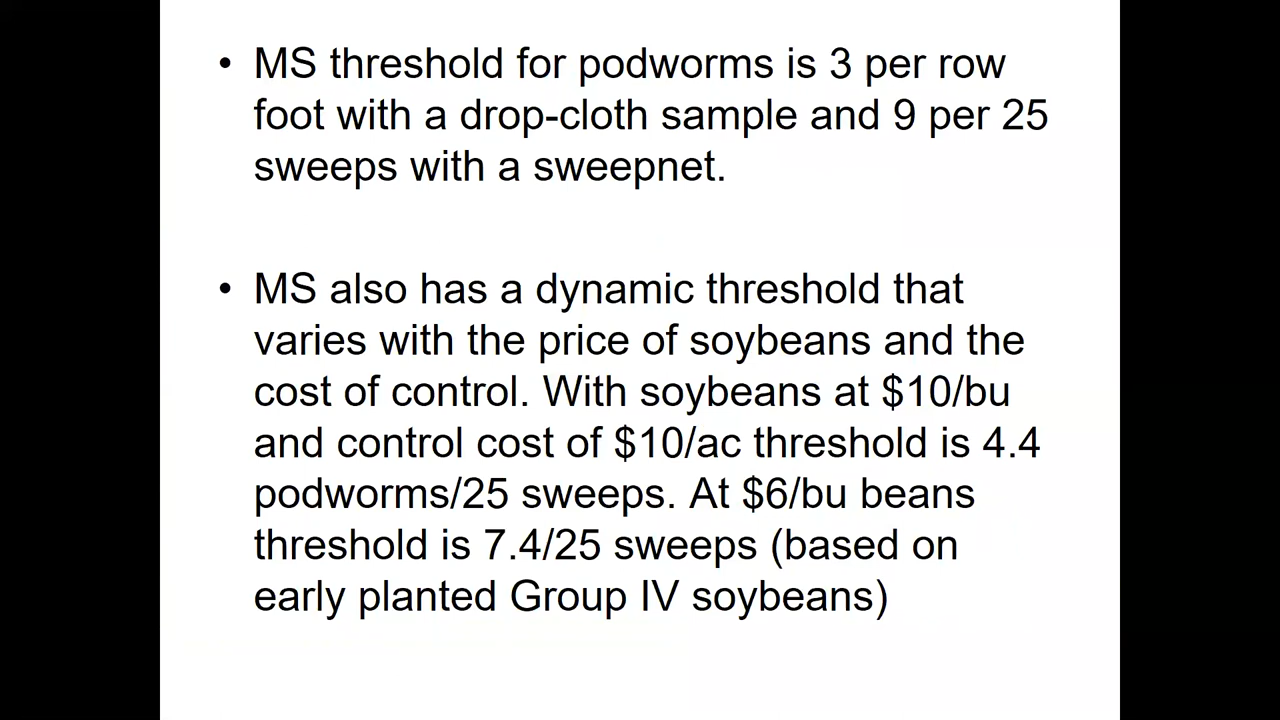 • MS threshold for podworms is 3 per row
foot with a drop-cloth sample and 9 per 25
sweeps with a sweepnet.
• MS also has a dynamic threshold that
varies with the price of soybeans and the
cost of control. With soybeans at $10/bu
and control cost of $10/ac threshold is 4.4
podworms/25 sweeps. At $6/bu beans
threshold is 7.4/25 sweeps (based on
early planted Group IV soybeans)